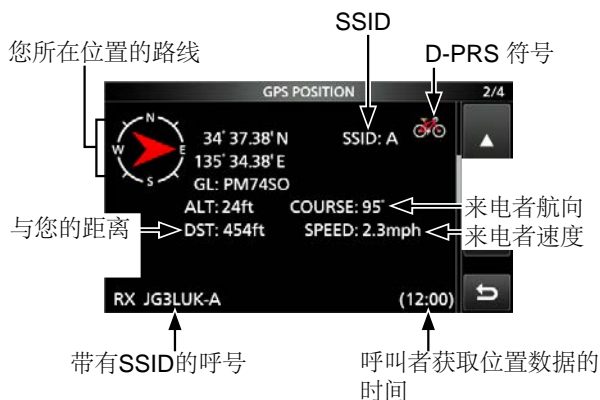 SSID
您所在位置的路线
D-PRS 符号
GPS POSITION 2/4
N
W E
S
34°37.38'N SSID: A
135°34.38'E
GL: PM74SO
ALT: 24ft COURSE: 95°
来电者航向
与您的距离
DST: 454ft SPEED: 2.3mph
来电者速度
RX JG3LUK-A (12:00)
带有SSID的呼号
呼叫者获取位置数据的
时间